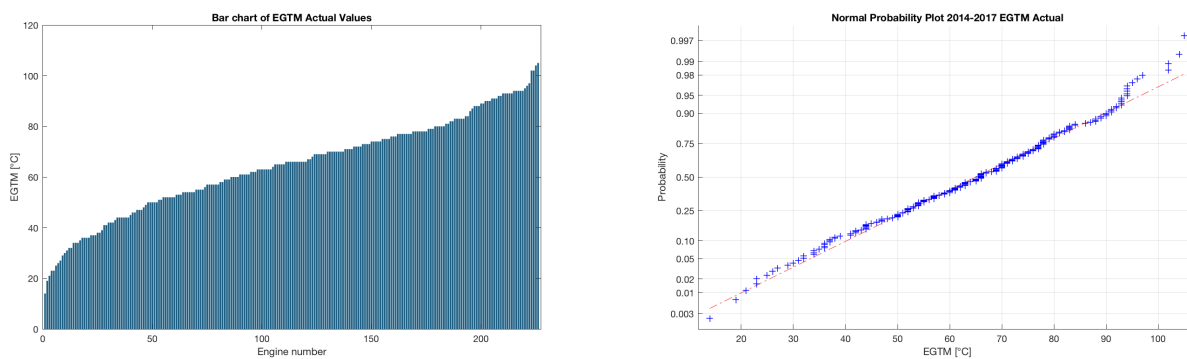 Bar chart of EGTM Actual Values
120
100
80
60
40
20
0
EGTM [°C]
0 50 100 150 200
Engine number
Normal Probability Plot 2014-2017 EGTM Actual
0.997
0.99
0.98
0.95
0.90
0.75
0.50
0.25
0.10
0.05
0.02
0.01
0.003
Probability
20 30 40 50 60 70 80 90 100
EGTM [°C]